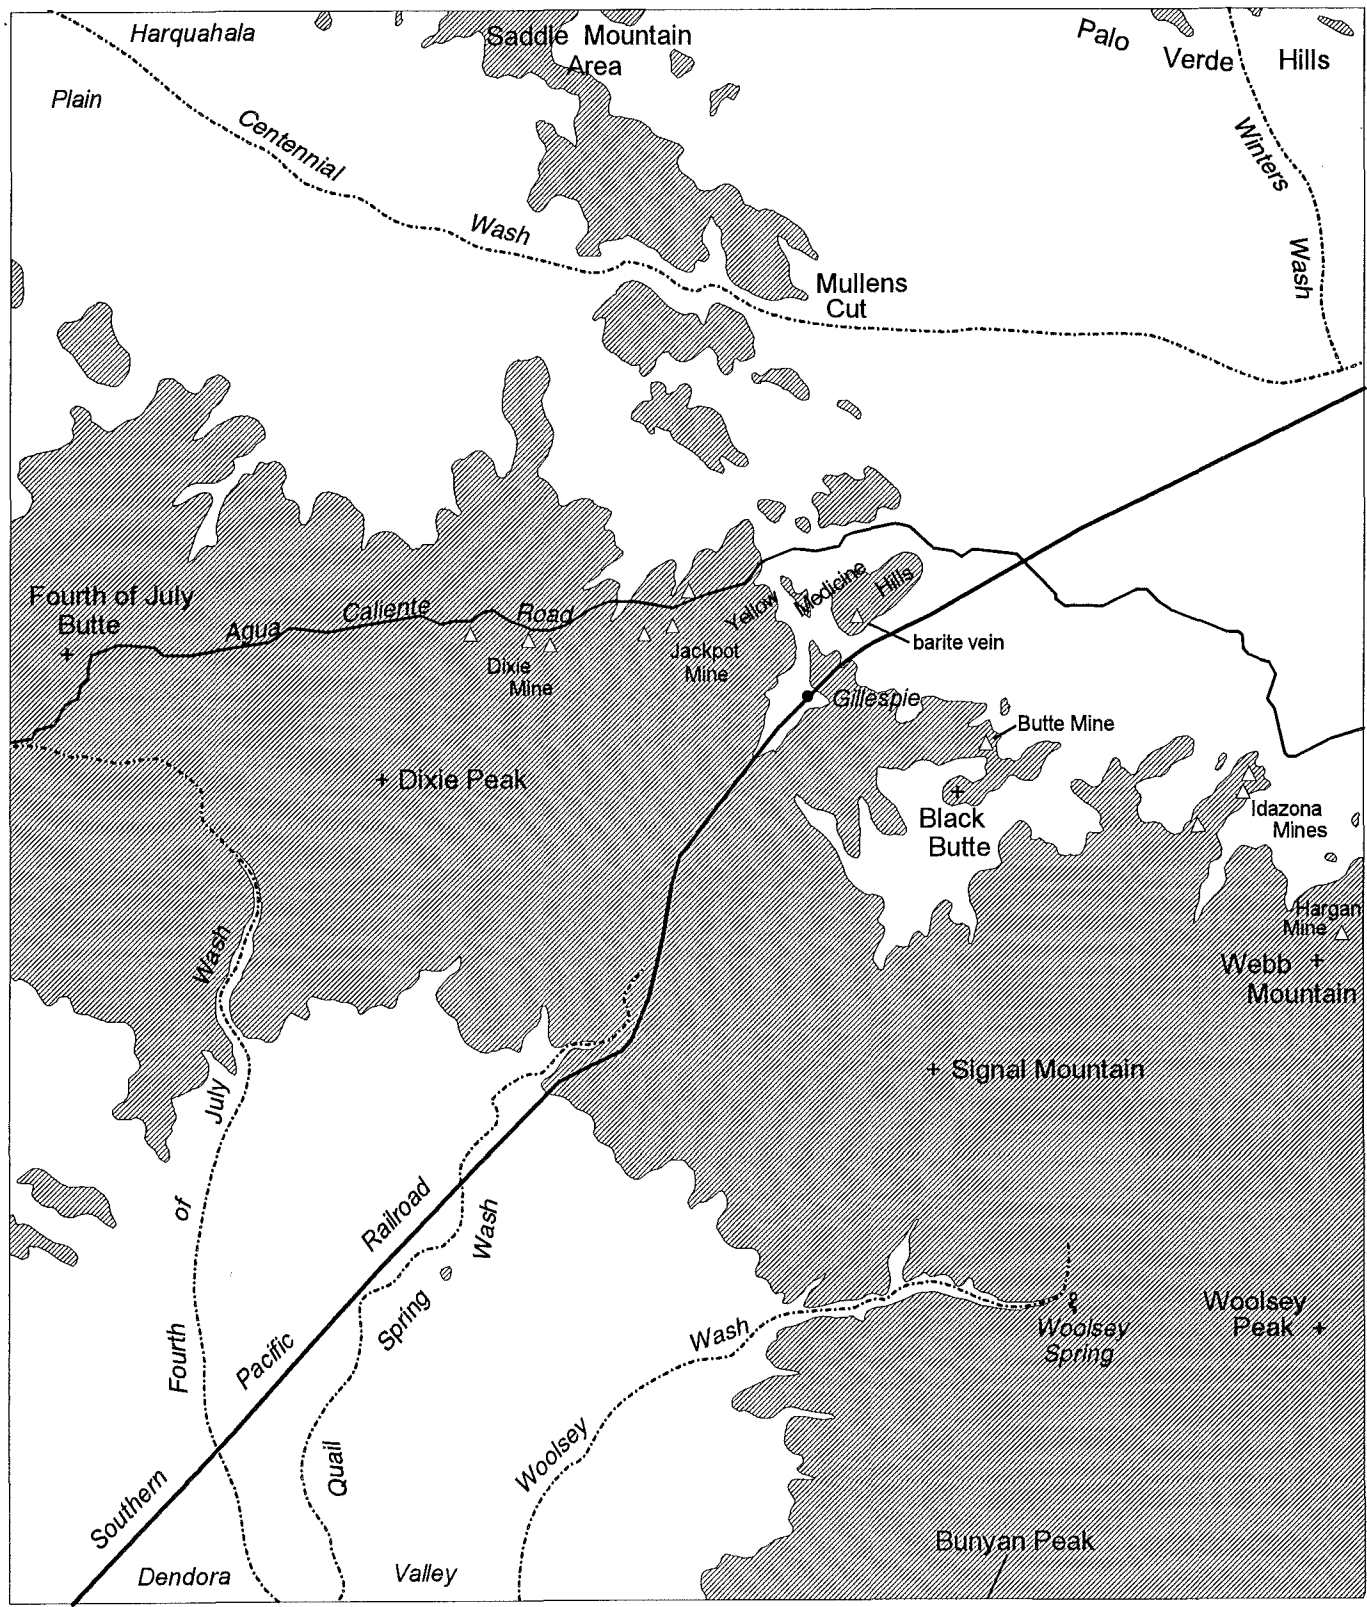 Harquahala
Plain
Saddle Mountain
Area
Palo
Verde
Hills
Centennial
Wash
Winters
Wash
Mullens
Cut
Fourth of July
Butte
Agua
Caliente
Road
Dixie
Mine
Jackpot
Mine
Yellow
Medicine
Hills
barite vein
Gillespie
Butte Mine
Dixie Peak
Black
Butte
Idazona
Mines
Hargan
Mine
Webb
Mountain
Signal Mountain
Wash
July
of
Fourth
Railroad
Pacific
Southern
Wash
Spring
Quail
Wash
Woolsey
Woolsey
Spring
Woolsey
Peak
Bunyan Peak
Dendora
Valley